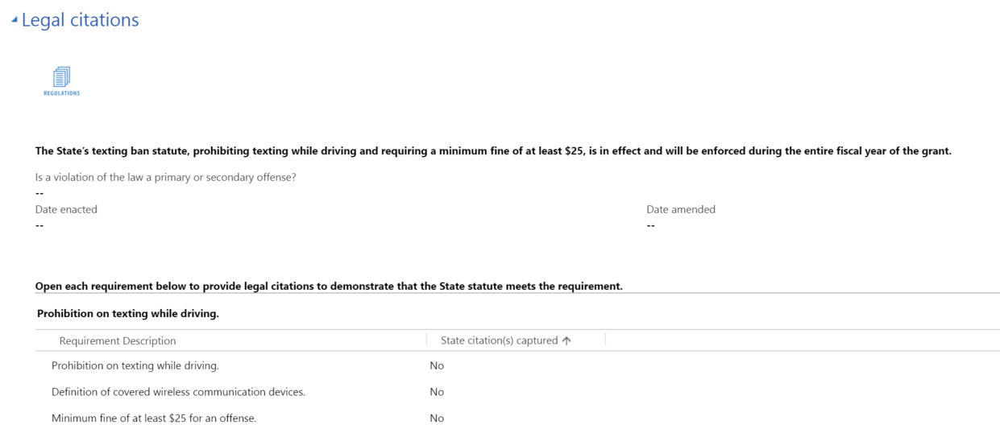 Legal citations
REGULATIONS
The State's texting ban statute, prohibiting texting while driving and requiring a minimum fine of at least $25, is in effect and will be enforced during the entire fiscal year of the grant.
Is a violation of the law a primary or secondary offense?
--
Date enacted Date amended
-- --
Open each requirement below to provide legal citations to demonstrate that the State statute meets the requirement.
Prohibition on texting while driving.
Requirement Description State citation(s) captured ↑
Prohibition on texting while driving. No
Definition of covered wireless communication devices. No
Minimum fine of at least $25 for an offense. No